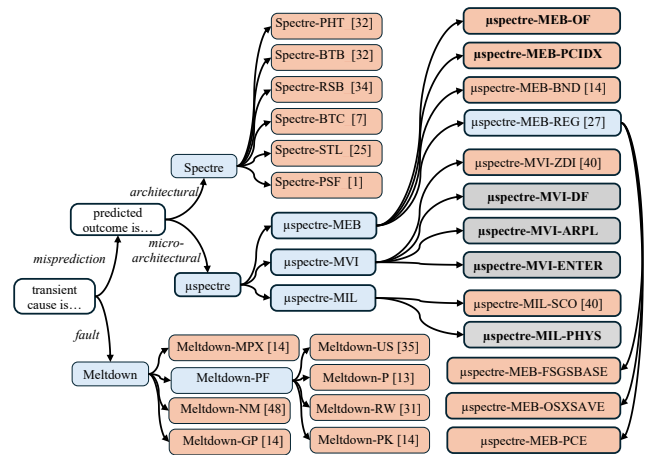 Spectre-PHT [32]
Spectre-BTB [32]
Spectre-RSB [34]
Spectre-BTC [7]
Spectre-STL [25]
Spectre-PSF [1]
µspectre-MEB-OF
µspectre-MEB-PCIDX
µspectre-MEB-BND [14]
µspectre-MEB-REG [27]
µspectre-MVI-ZDI [40]
µspectre-MVI-DF
µspectre-MVI-ARPL
µspectre-MVI-ENTER
µspectre-MIL-SCO [40]
µspectre-MIL-PHYS
µspectre-MEB-FSGSBASE
µspectre-MEB-OSXSAVE
µspectre-MEB-PCE
Spectre
architectural
predicted
outcome is…
micro-
architectural
µspectre
µspectre-MEB
µspectre-MVI
µspectre-MIL
misprediction
transient
cause is…
fault
Meltdown
Meltdown-MPX [14]
Meltdown-PF
Meltdown-NM [48]
Meltdown-GP [14]
Meltdown-US [35]
Meltdown-P [13]
Meltdown-RW [31]
Meltdown-PK [14]